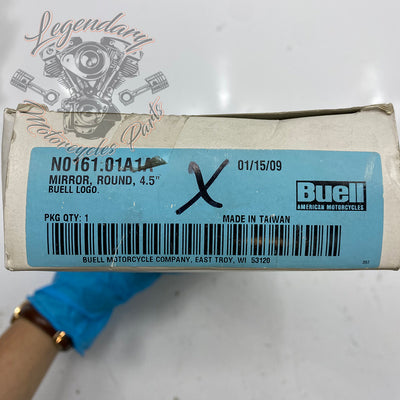 Legendary
Motorcycles Parts
N0161.01A1A
01/15/09
MIRROR, ROUND, 4.5"
BUELL LOGO.
X
Buell
AMERICAN MOTORCYCLES
PKG QTY: 1
MADE IN TAIWAN
BUELL MOTORCYCLE COMPANY, EAST TROY, WI 53120